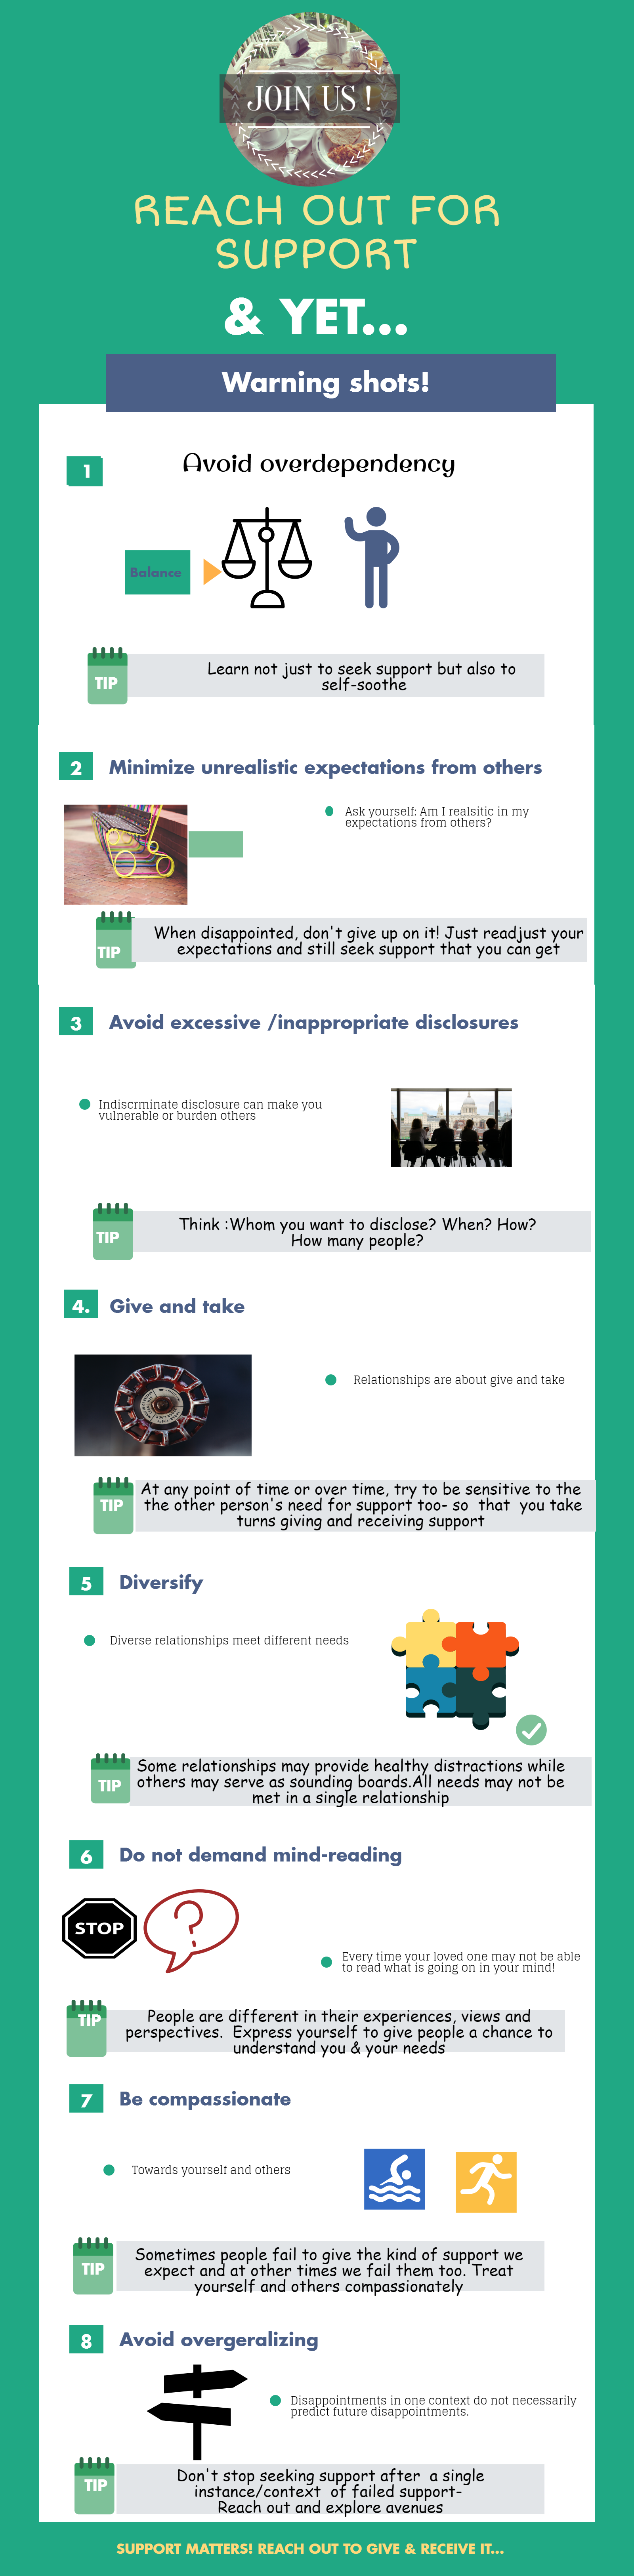 JOIN US !
REACH OUT FOR
SUPPORT
& YET...
Warning shots!
1
Avoid overdependency
Balance
TIP
Learn not just to seek support but also to
self-soothe
2
Minimize unrealistic expectations from others
Ask yourself: Am I realsitic in my
expectations from others?
TIP
When disappointed, don't give up on it! Just readjust your
expectations and still seek support that you can get
3
Avoid excessive /inappropriate disclosures
Indiscrminate disclosure can make you
vulnerable or burden others
TIP
Think :Whom you want to disclose? When? How?
How many people?
4.
Give and take
Relationships are about give and take
TIP
At any point of time or over time, try to be sensitive to the
the other person's need for support too- so that you take
turns giving and receiving support
5
Diversify
Diverse relationships meet different needs
TIP
Some relationships may provide healthy distractions while
others may serve as sounding boards.All needs may not be
met in a single relationship
6
Do not demand mind-reading
STOP
?
Every time your loved one may not be able
to read what is going on in your mind!
TIP
People are different in their experiences, views and
perspectives. Express yourself to give people a chance to
understand you & your needs
7
Be compassionate
Towards yourself and others
TIP
Sometimes people fail to give the kind of support we
expect and at other times we fail them too. Treat
yourself and others compassionately
8
Avoid overgeralizing
Disappointments in one context do not necessarily
predict future disappointments.
TIP
Don't stop seeking support after a single
instance/context of failed support-
Reach out and explore avenues
SUPPORT MATTERS! REACH OUT TO GIVE & RECEIVE IT...